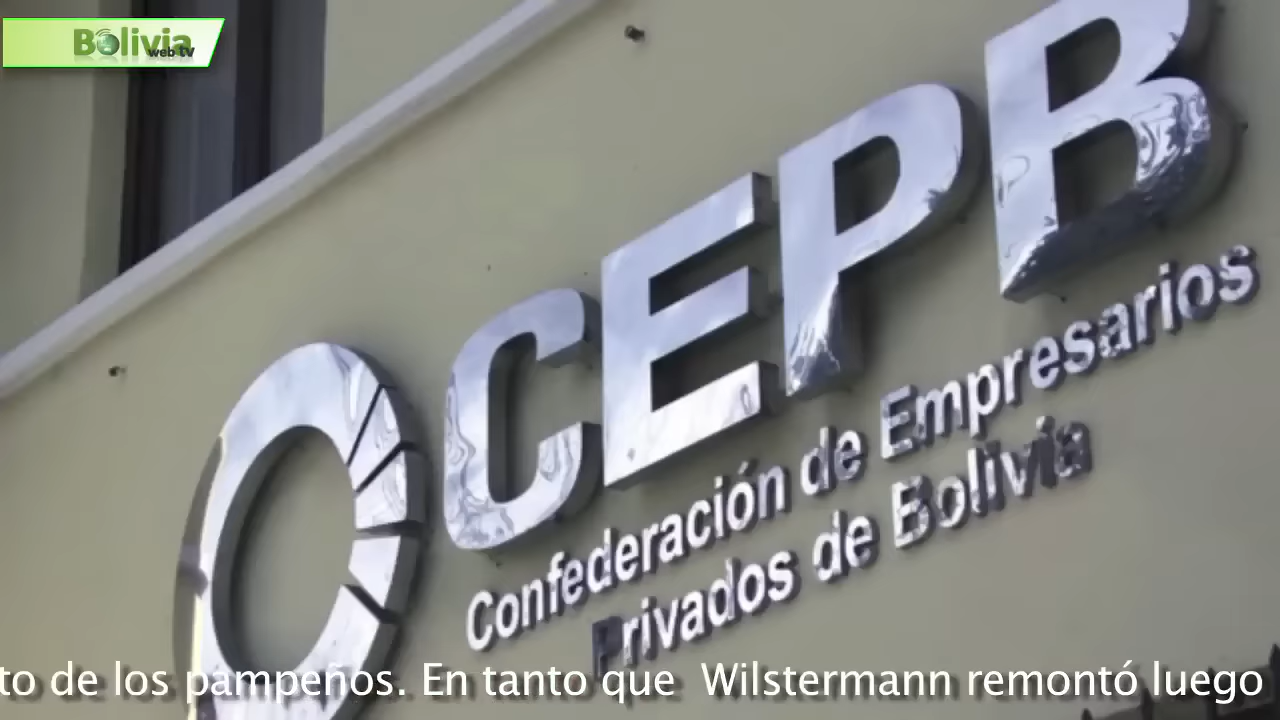 Bolivia
web tv
CEPB
Confederación de Empresarios
Privados de Bolivia
to de los pampeños. En tanto que Wilstermann remontó luego